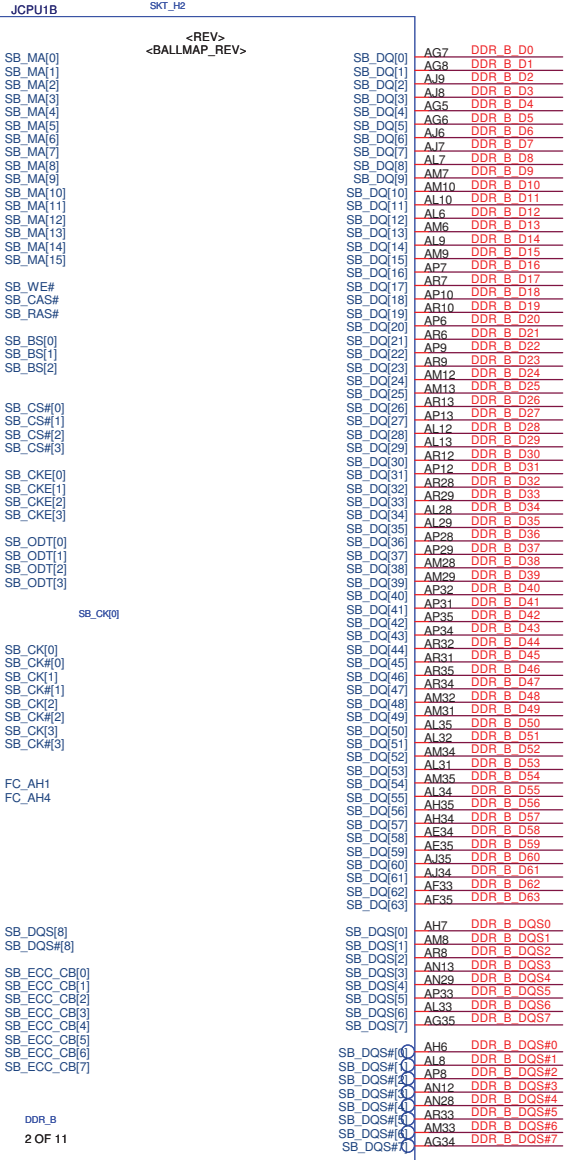 JCPU1B SKT_H2
<REV>
<BALLMAP_REV>
SB_MA[0] SB_DQ[0] AG7 DDR_B_D0
SB_MA[1] SB_DQ[1] AG8 DDR_B_D1
SB_MA[2] SB_DQ[2] AJ9 DDR_B_D2
SB_MA[3] SB_DQ[3] AJ8 DDR_B_D3
SB_MA[4] SB_DQ[4] AG5 DDR_B_D4
SB_MA[5] SB_DQ[5] AG6 DDR_B_D5
SB_MA[6] SB_DQ[6] AJ6 DDR_B_D6
SB_MA[7] SB_DQ[7] AJ7 DDR_B_D7
SB_MA[8] SB_DQ[8] AL7 DDR_B_D8
SB_MA[9] SB_DQ[9] AM7 DDR_B_D9
SB_MA[10] SB_DQ[10] AM10 DDR_B_D10
SB_MA[11] SB_DQ[11] AL10 DDR_B_D11
SB_MA[12] SB_DQ[12] AL6 DDR_B_D12
SB_MA[13] SB_DQ[13] AM6 DDR_B_D13
SB_MA[14] SB_DQ[14] AL9 DDR_B_D14
SB_MA[15] SB_DQ[15] AM9 DDR_B_D15
SB_DQ[16] AP7 DDR_B_D16
SB_WE# SB_DQ[17] AR7 DDR_B_D17
SB_CAS# SB_DQ[18] AP10 DDR_B_D18
SB_RAS# SB_DQ[19] AR10 DDR_B_D19
SB_DQ[20] AP6 DDR_B_D20
SB_BS[0] SB_DQ[21] AR6 DDR_B_D21
SB_BS[1] SB_DQ[22] AP9 DDR_B_D22
SB_BS[2] SB_DQ[23] AR9 DDR_B_D23
SB_DQ[24] AM12 DDR_B_D24
SB_DQ[25] AM13 DDR_B_D25
SB_CS#[0] SB_DQ[26] AR13 DDR_B_D26
SB_CS#[1] SB_DQ[27] AP13 DDR_B_D27
SB_CS#[2] SB_DQ[28] AL12 DDR_B_D28
SB_CS#[3] SB_DQ[29] AL13 DDR_B_D29
SB_DQ[30] AR12 DDR_B_D30
SB_CKE[0] SB_DQ[31] AP12 DDR_B_D31
SB_CKE[1] SB_DQ[32] AR28 DDR_B_D32
SB_CKE[2] SB_DQ[33] AR29 DDR_B_D33
SB_CKE[3] SB_DQ[34] AL28 DDR_B_D34
SB_DQ[35] AL29 DDR_B_D35
SB_ODT[0] SB_DQ[36] AP28 DDR_B_D36
SB_ODT[1] SB_DQ[37] AP29 DDR_B_D37
SB_ODT[2] SB_DQ[38] AM28 DDR_B_D38
SB_ODT[3] SB_DQ[39] AM29 DDR_B_D39
SB_DQ[40] AP32 DDR_B_D40
SB_CK[0] SB_DQ[41] AP31 DDR_B_D41
SB_DQ[42] AP35 DDR_B_D42
SB_DQ[43] AP34 DDR_B_D43
SB_CK[0] SB_DQ[44] AR32 DDR_B_D44
SB_CK#[0] SB_DQ[45] AR31 DDR_B_D45
SB_CK[1] SB_DQ[46] AR35 DDR_B_D46
SB_CK#[1] SB_DQ[47] AR34 DDR_B_D47
SB_CK[2] SB_DQ[48] AM32 DDR_B_D48
SB_CK#[2] SB_DQ[49] AM31 DDR_B_D49
SB_CK[3] SB_DQ[50] AL35 DDR_B_D50
SB_CK#[3] SB_DQ[51] AL32 DDR_B_D51
SB_DQ[52] AM34 DDR_B_D52
SB_DQ[53] AL31 DDR_B_D53
FC_AH1 SB_DQ[54] AM35 DDR_B_D54
FC_AH4 SB_DQ[55] AL34 DDR_B_D55
SB_DQ[56] AH35 DDR_B_D56
SB_DQ[57] AH34 DDR_B_D57
SB_DQ[58] AE34 DDR_B_D58
SB_DQ[59] AE35 DDR_B_D59
SB_DQ[60] AJ35 DDR_B_D60
SB_DQ[61] AJ34 DDR_B_D61
SB_DQ[62] AF33 DDR_B_D62
SB_DQ[63] AF35 DDR_B_D63
SB_DQS[8] SB_DQS[0] AH7 DDR_B_DQS0
SB_DQS#[8] SB_DQS[1] AM8 DDR_B_DQS1
SB_DQS[2] AR8 DDR_B_DQS2
SB_ECC_CB[0] SB_DQS[3] AN13 DDR_B_DQS3
SB_ECC_CB[1] SB_DQS[4] AN29 DDR_B_DQS4
SB_ECC_CB[2] SB_DQS[5] AP33 DDR_B_DQS5
SB_ECC_CB[3] SB_DQS[6] AL33 DDR_B_DQS6
SB_ECC_CB[4] SB_DQS[7] AG35 DDR_B_DQS7
SB_ECC_CB[5]
SB_ECC_CB[6] SB_DQS#[0] AH6 DDR_B_DQS#0
SB_ECC_CB[7] SB_DQS#[1] AL8 DDR_B_DQS#1
SB_DQS#[2] AP8 DDR_B_DQS#2
SB_DQS#[3] AN12 DDR_B_DQS#3
SB_DQS#[4] AN28 DDR_B_DQS#4
SB_DQS#[5] AR33 DDR_B_DQS#5
SB_DQS#[6] AM33 DDR_B_DQS#6
SB_DQS#[7] AG34 DDR_B_DQS#7
DDR_B
2 OF 11